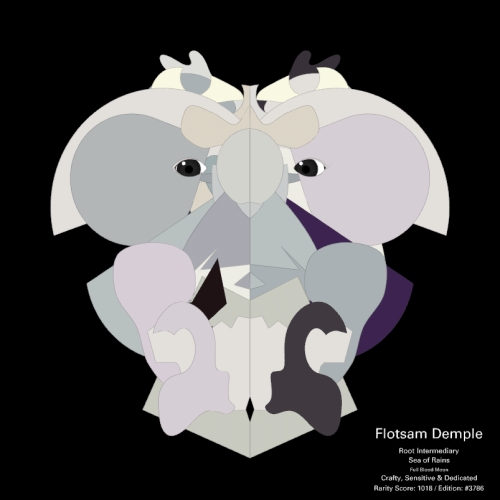 Flotsam Demple
Root Intermediary
Sea of Rains
Full Blood Moon
Crafty, Sensitive & Dedicated
Rarity Score: 1018 / Edition: #3786